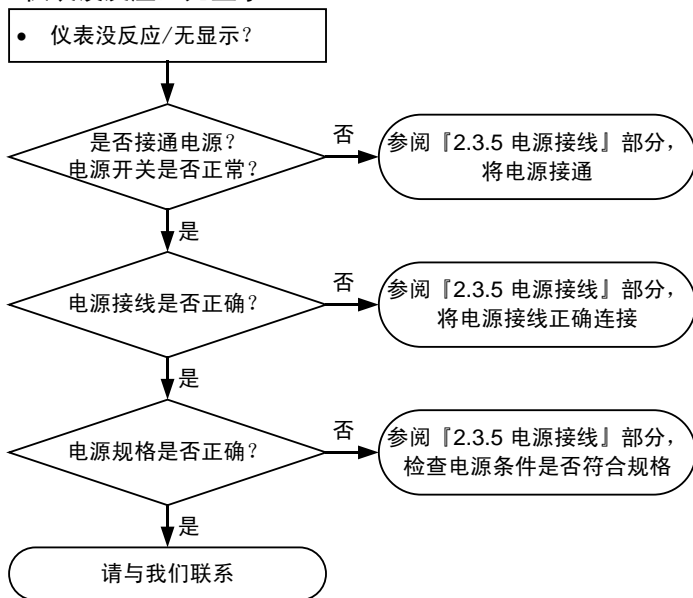 • 仪表没反应/无显示？
是否接通电源？
电源开关是否正常？
否
参�『2.3.5 电源接线』部分，
将电源接通
是
电源接线是否正确？
否
参阅『2.3.5 电源接线』部分，
将电源接线正确连接
是
电源规格是否正确？
否
参阅『2.3.5 电源接线』部分，
检查电源条件是否符合规格
是
请与我们联系